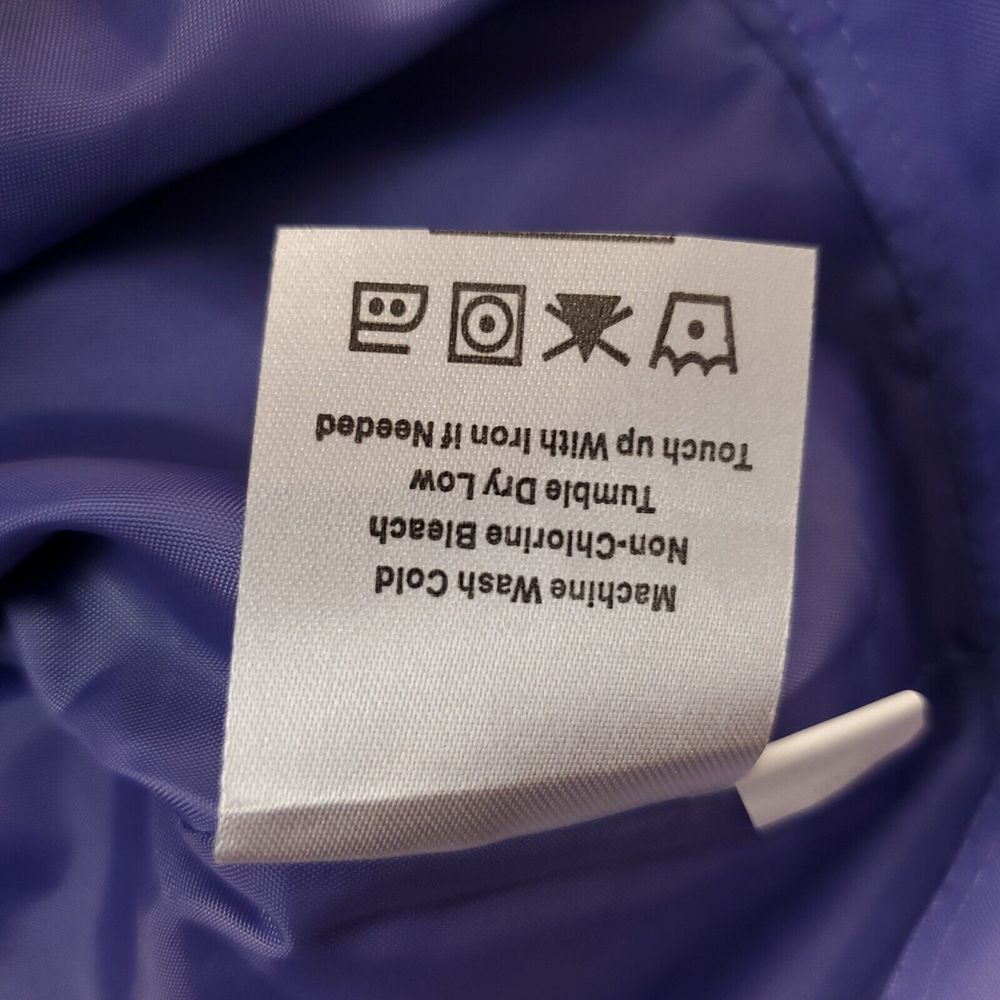 Machine Wash Cold
Non-Chlorine Bleach
Tumble Dry Low
Touch up With Iron if Needed